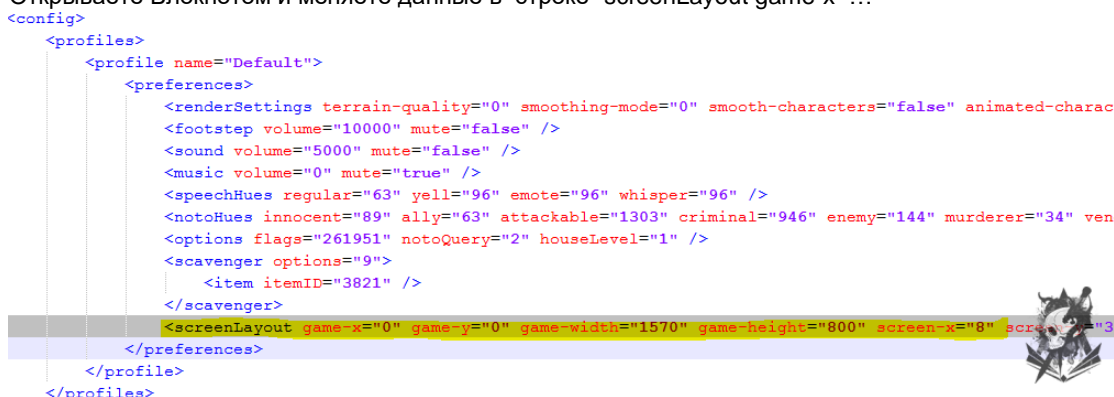 Открываете Блокнотом и меняете данные в строке "screenLayout game-x"...
<config>
<profiles>
<profile name="Default">
<preferences>
<renderSettings terrain-quality="0" smoothing-mode="0" smooth-characters="false" animated-charac
<footstep volume="10000" mute="false" />
<sound volume="5000" mute="false" />
<music volume="0" mute="true" />
<speechHues regular="63" yell="96" emote="96" whisper="96" />
<notoHues innocent="89" ally="63" attackable="1303" criminal="946" enemy="144" murderer="34" ven
<options flags="261951" notoQuery="2" houseLevel="1" />
<scavenger options="9">
<item itemID="3821" />
</scavenger>
<screenLayout game-x="0" game-y="0" game-width="1570" game-height="800" screen-x="8"
</preferences>
</profile>
</profiles>